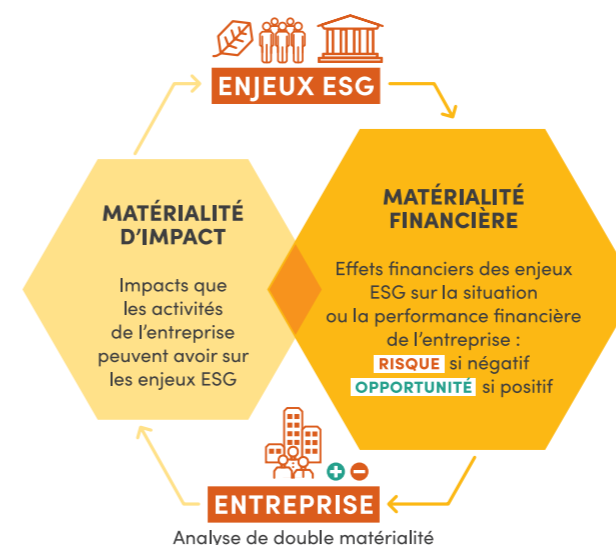 ENJEUX ESG
MATÉRIALITÉ
D'IMPACT
Impacts que
les activités
de l'entreprise
peuvent avoir sur
les enjeux ESG
MATÉRIALITÉ
FINANCIÈRE
Effets financiers des enjeux
ESG sur la situation
ou la performance financière
de l'entreprise :
RISQUE si négatif
OPPORTUNITÉ si positif
ENTREPRISE
Analyse de double matérialité